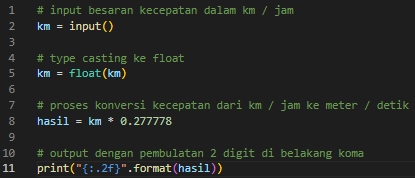 1 # input besaran kecepatan dalam km / jam
2 km = input()
3
4 # type casting ke float
5 km = float(km)
6
7 # proses konversi kecepatan dari km / jam ke meter / detik
8 hasil = km * 0.277778
9
10 # output dengan pembulatan 2 digit di belakang koma
11 print("{:.2f}".format(hasil))